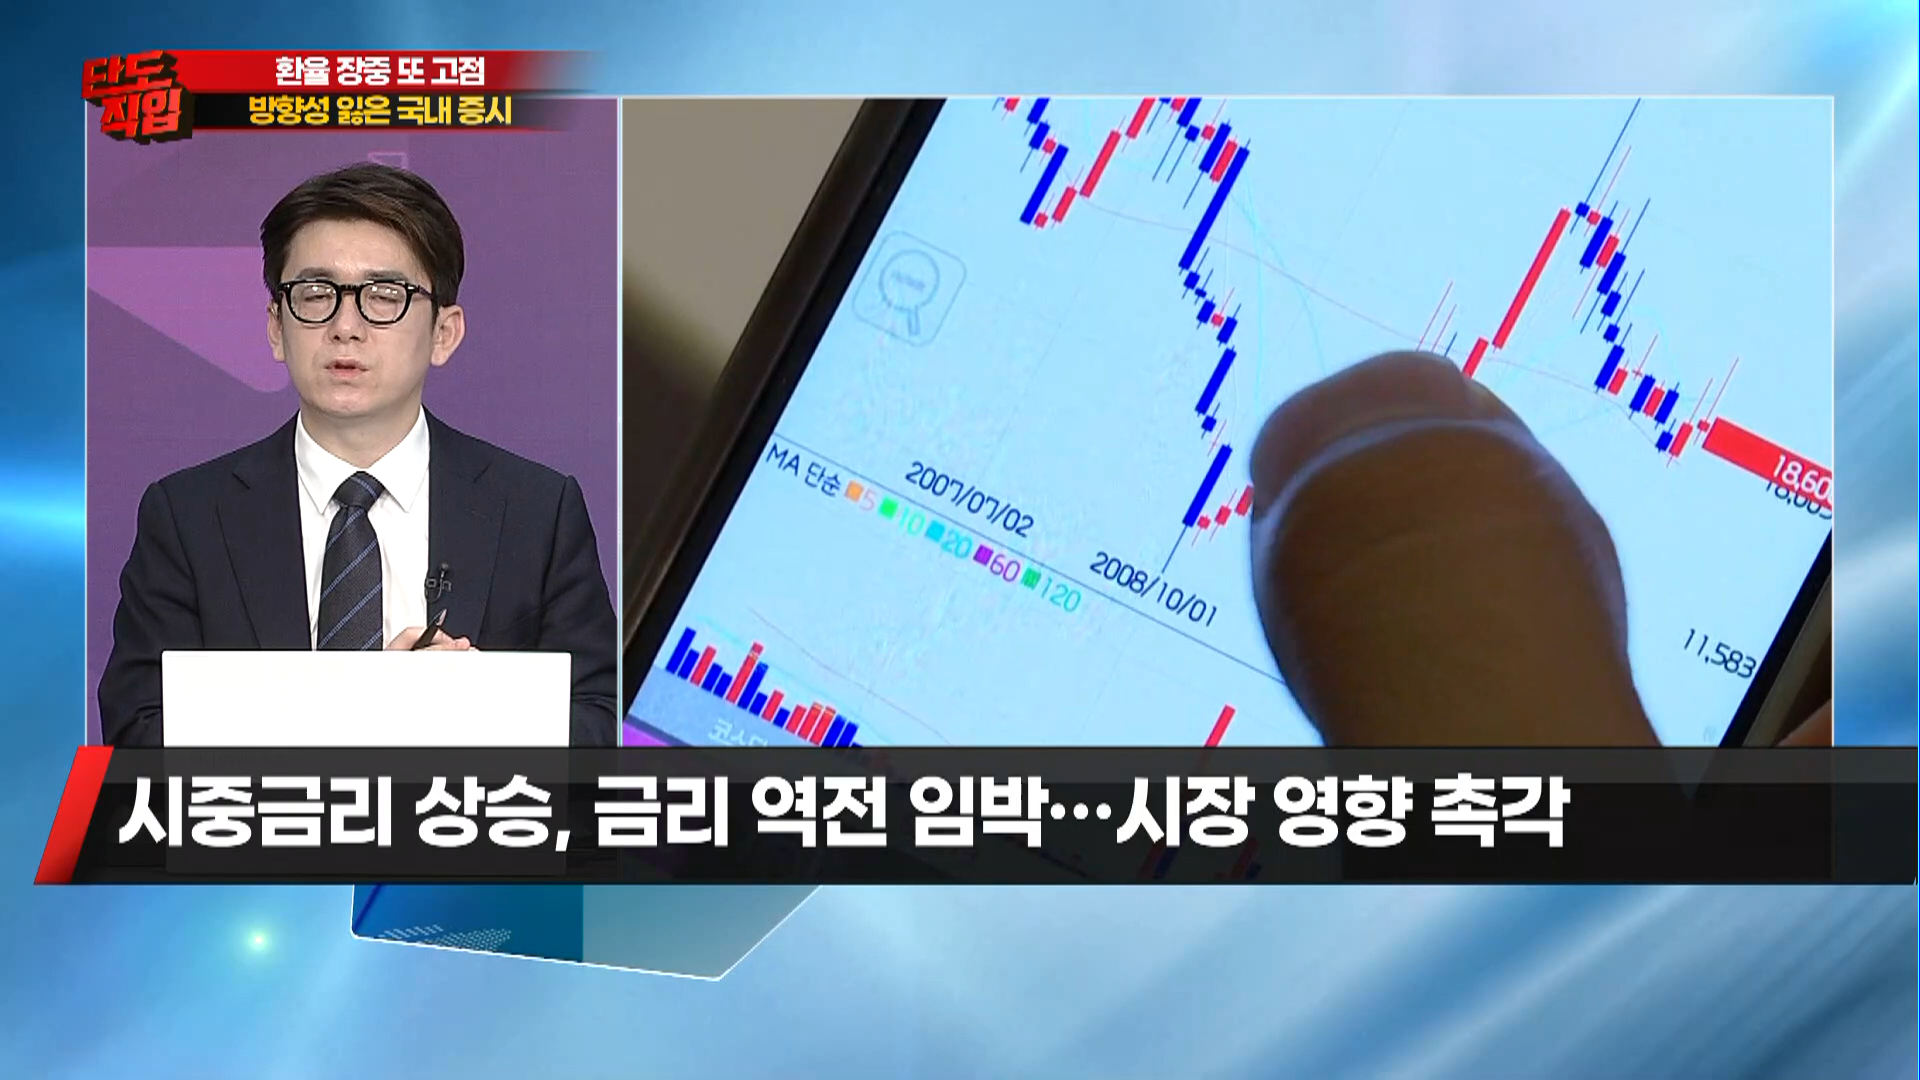 단도
직입
환율 장중 또 고점
방향성 잃은 국내 증시
18,60
MA 단순 5 10 20 60 120
2007/07/02
2008/10/01
11,583
시중금리 상승, 금리 역전 임박…시장 영향 촉각